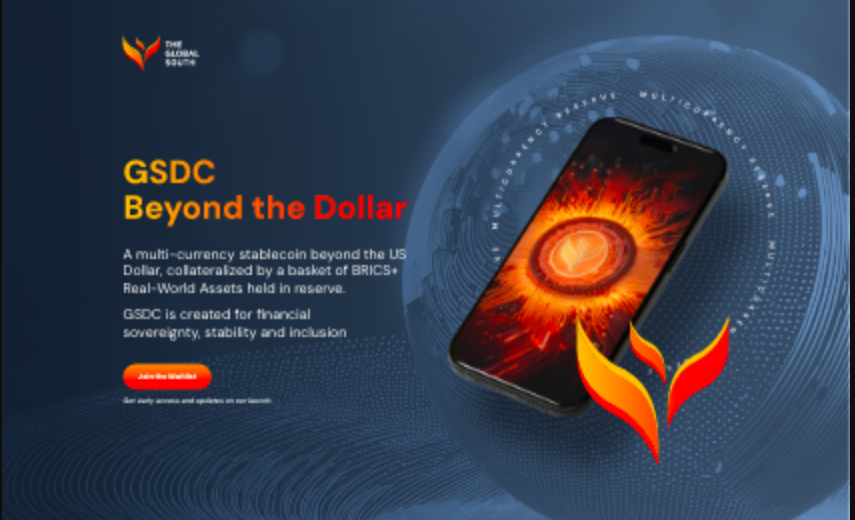 THE
GLOBAL
SOUTH
GSDC
Beyond the Dollar
A multi-currency stablecoin beyond the US
Dollar, collateralized by a basket of BRICS+
Real-World Assets held in reserve.
GSDC is created for financial
sovereignty, stability and inclusion
Join the Waitlist
Get early access and updates on our launch.
MULTICURRENCY RESERVE MULTICURRENCY RESERVE